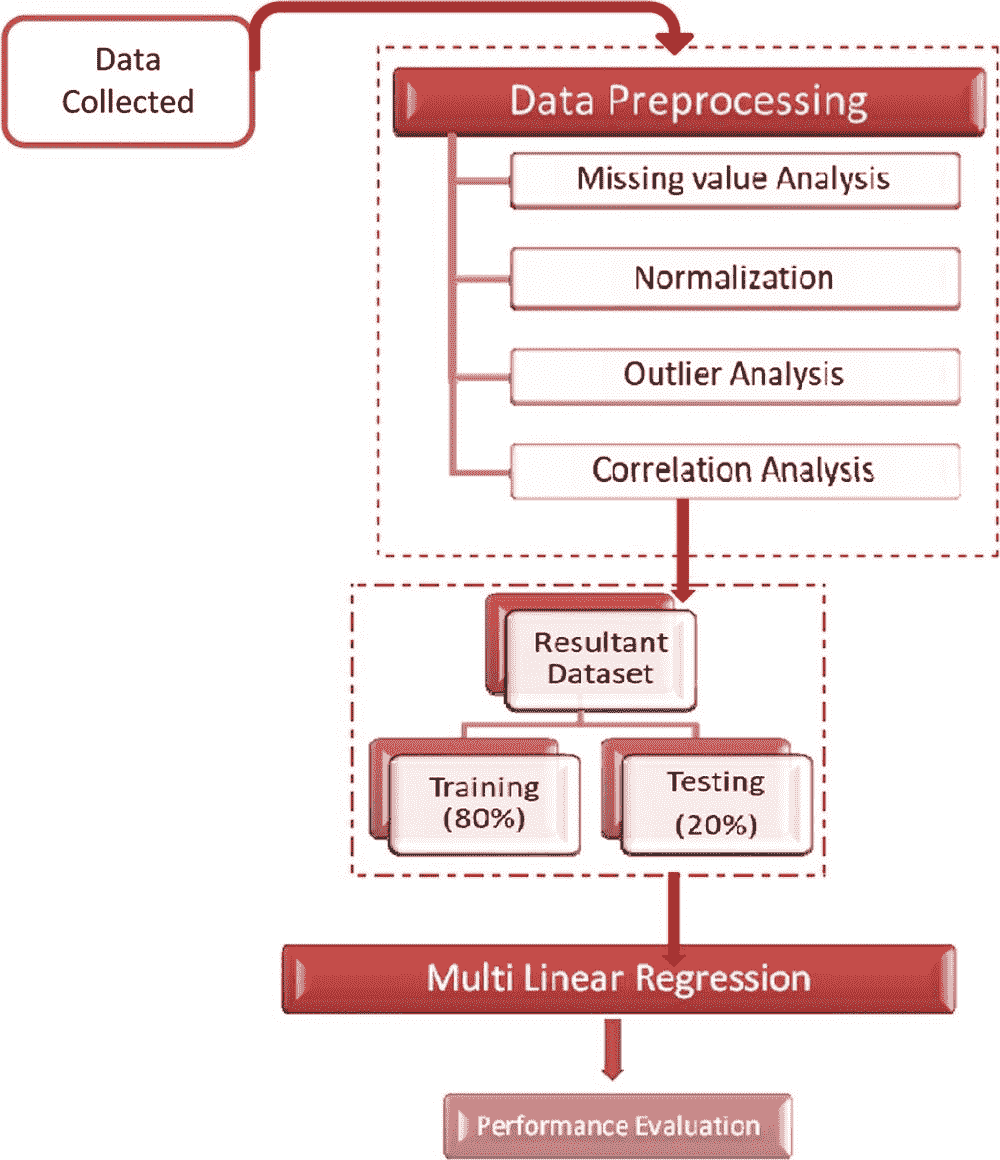 Data
Collected
Data Preprocessing
Missing value Analysis
Normalization
Outlier Analysis
Correlation Analysis
Resultant
Dataset
Training
(80%)
Testing
(20%)
Multi Linear Regression
Performance Evaluation